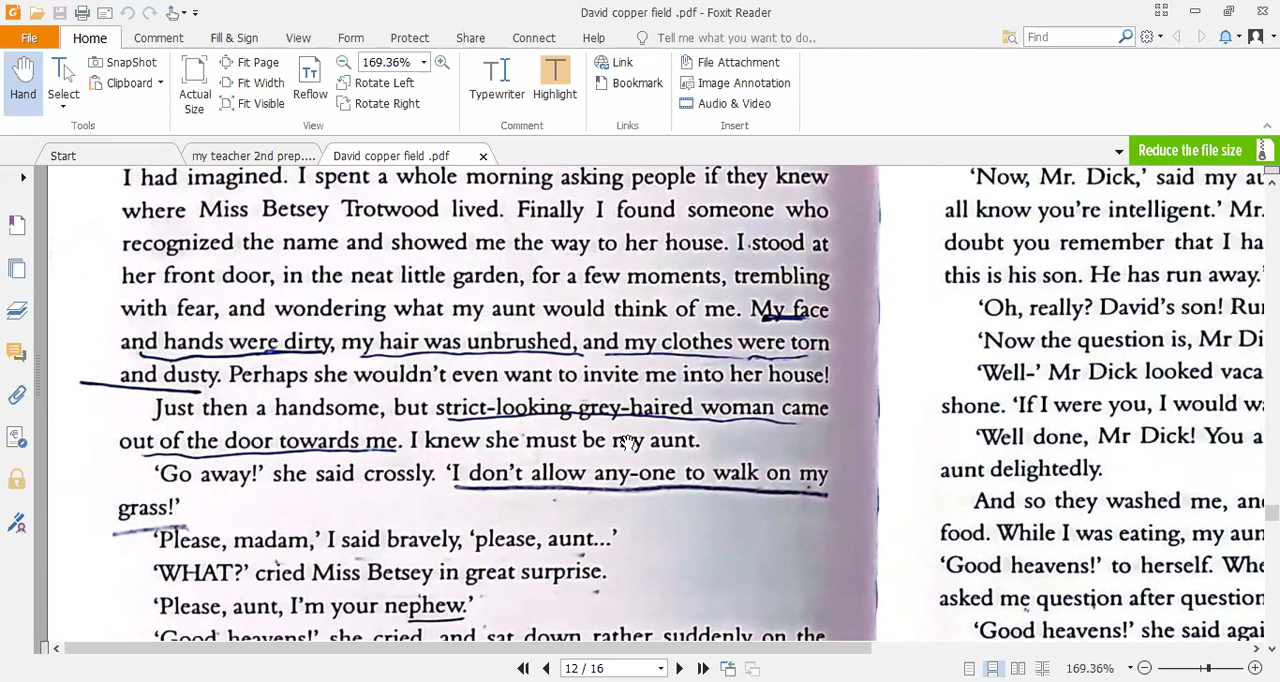 David copper field .pdf - Foxit Reader
File Home Comment Fill & Sign View Form Protect Share Connect Help Tell me what you want to do.. Find
Hand
Select
SnapShot
Clipboard
Tools
Actual Size
Fit Page
Fit Width
Fit Visible
Reflow
169.36%
Rotate Left
Rotate Right
View
Typewriter
Highlight
Comment
Link
Bookmark
Links
File Attachment
Image Annotation
Audio & Video
Insert
Start
my teacher 2nd prep....
David copper field .pdf
Reduce the file size
I had imagined. I spent a whole morning asking people if they knew
where Miss Betsey Trotwood lived. Finally I found someone who
recognized the name and showed me the way to her house. I stood at
her front door, in the neat little garden, for a few moments, trembling
with fear, and wondering what my aunt would think of me. My face
and hands were dirty, my hair was unbrushed, and my clothes were torn
and dusty. Perhaps she wouldn't even want to invite me into her house!
Just then a handsome, but strict-looking grey-haired woman came
out of the door towards me. I knew she must be my aunt.
'Go away!' she said crossly. 'I don't allow any-one to walk on my
grass!'
'Please, madam,' I said bravely, 'please, aunt...'
'WHAT?' cried Miss Betsey in great surprise.
'Please, aunt, I'm your nephew.'
'Good heavens!' she cried, and sat down rather suddenly on the
'Now, Mr. Dick,' said my
all know you're intelligent.' Mr.
doubt you remember that I ha
this is his son. He has run away.'
'Oh, really? David's son! Ru
'Now the question is, Mr Di
'Well-' Mr Dick looked vaca
shone. 'If I were you, I would w
'Well done, Mr Dick! You a
aunt delightedly.
And so they washed me, an
food. While I was eating, my aun
'Good heavens!' to herself. Whe
asked me question after question
'Good heavens!' she said agai
12 / 16
169.36%